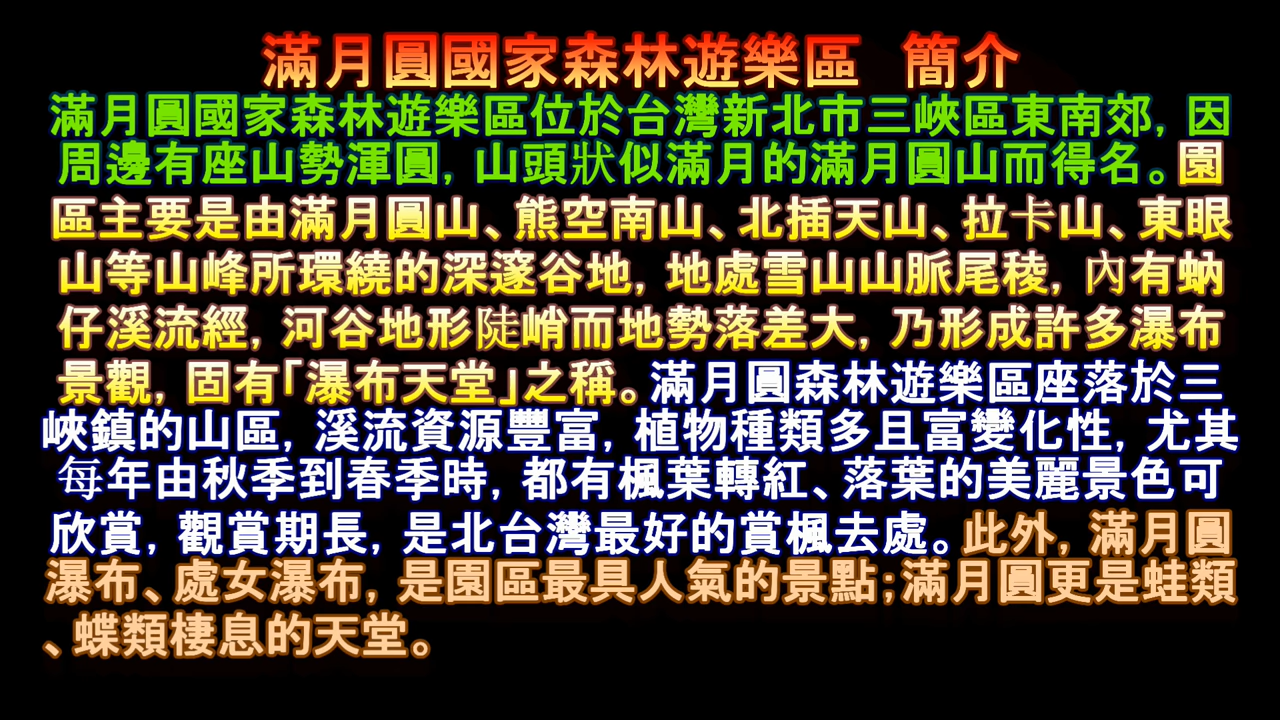 滿月圓國家森林遊樂區　簡介
滿月圓國家森林遊樂區位於台灣新北市三峽區東南郊, 因
周邊有座山勢渾圓, 山頭狀似滿月的滿月圓山而得名。園
區主要是由滿月圓山、熊空南山、北插天山、拉卡山、東眼
山等山峰所環繞的深邃谷地, 地處雪山山脈尾稜, 內有蚋
仔溪流經, 河谷地形陡峭而地勢落差大, 乃形成許多瀑布
景觀, 固有「瀑布天堂」之稱。滿月圓森林遊樂區座落於三
峽鎮的山區, 溪流資源豐富, 植物種類多且富變化性, 尤其
每年由秋季到春季時, 都有楓葉轉紅、落葉的美麗景色可
欣賞, 觀賞期長, 是北台灣最好的賞楓去處。此外, 滿月圓
瀑布、處女瀑布, 是園區最具人氣的景點;滿月圓更是蛙類
、蝶類棲息的天堂。